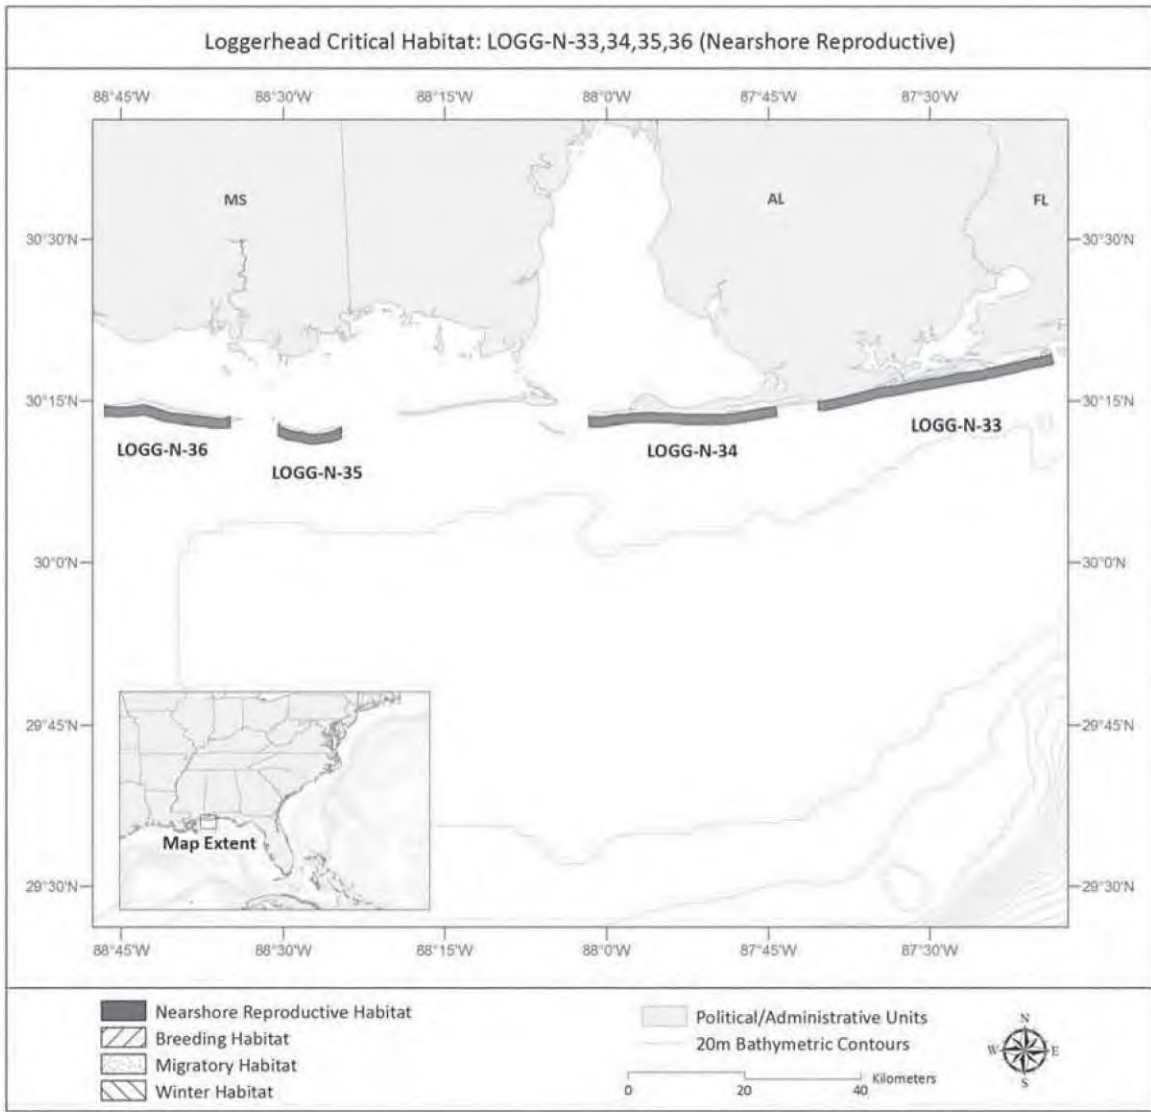 Loggerhead Critical Habitat: LOGG-N-33,34,35,36 (Nearshore Reproductive)
88°45'W 88°30'W 88°15'W 88°0'W 87°45'W 87°30'W
MS AL FL
30°30'N 30°30'N
30°15'N 30°15'N
LOGG-N-33
LOGG-N-36 LOGG-N-34
LOGG-N-35
30°0'N 30°0'N
29°45'N 29°45'N
Map Extent
29°30'N 29°30'N
88°45'W 88°30'W 88°15'W 88°0'W 87°45'W 87°30'W
Nearshore Reproductive Habitat
Breeding Habitat
Migratory Habitat
Winter Habitat
Political/Administrative Units
20m Bathymetric Contours
0 20 40 Kilometers
N
W E
S